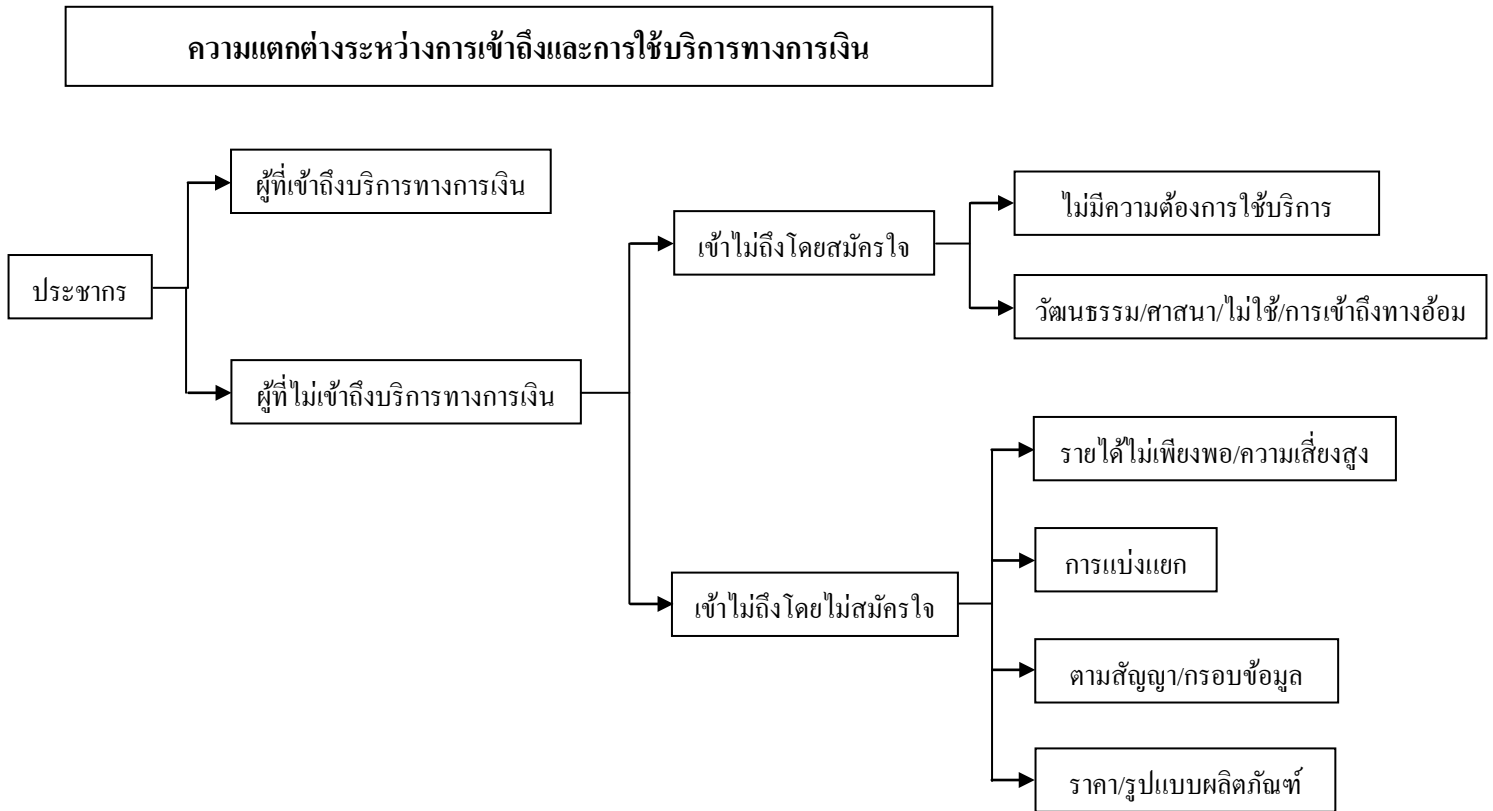 ความแตกต่างระหว่างการเข้าถึงและการใช้บริการทางการเงิน
ประชากร
ผู้ที่เข้าถึงบริการทางการเงิน
ผู้ที่ไม่เข้าถึงบริการทางการเงิน
เข้าไม่ถึงโดยสมัครใจ
ไม่มีความต้องการใช้บริการ
วัฒนธรรม/ศาสนา/ไม่ใช้/การเข้าถึงทางอ้อม
เข้าไม่ถึงโดยไม่สมัครใจ
รายได้ไม่เพียงพอ/ความเสี่ยงสูง
การแบ่งแยก
ตามสัญญา/กรอบข้อมูล
ราคา/รูปแบบผลิตภัณฑ์